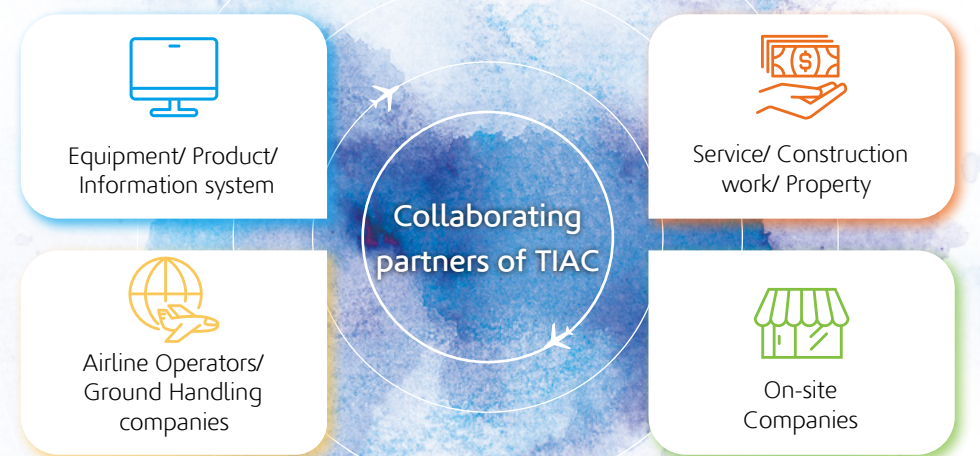 Equipment/ Product/
Information system
Service/ Construction
work/ Property
Collaborating
partners of TIAC
Airline Operators/
Ground Handling
companies
On-site
Companies